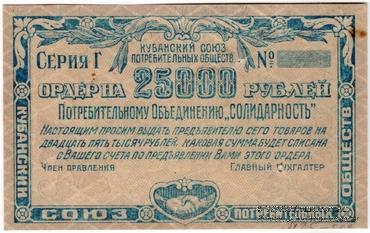 КУБАНСКИЙ СОЮЗ
ПОТРЕБИТЕЛЬНЫХ ОБЩЕСТВ
СЕРИЯ Г
№
ОРДЕР НА 25000 РУБЛЕЙ
ПОТРЕБИТЕЛЬНОМУ ОБЪЕДИНЕНИЮ „СОЛИДАРНОСТЬ"
НАСТОЯЩИМ ПРОСИМ ВЫДАТЬ ПРЕДЪЯВИТЕЛЮ СЕГО ТОВАРОВ НА
ДВАДЦАТЬ ПЯТЬ ТЫСЯЧ РУБЛЕЙ, КАКОВАЯ СУММА БУДЕТ СПИСАНА
С ВАШЕГО СЧЕТА ПО ПРЕДЪЯВЛЕНИИ ВАМИ ЭТОГО ОРДЕРА.
ЧЛЕН ПРАВЛЕНИЯ
ГЛАВНЫЙ БУХГАЛТЕР
КУБАНСКИЙ
СОЮЗ
ПОТРЕБИТЕЛЬНЫХ
ОБЩЕСТВ